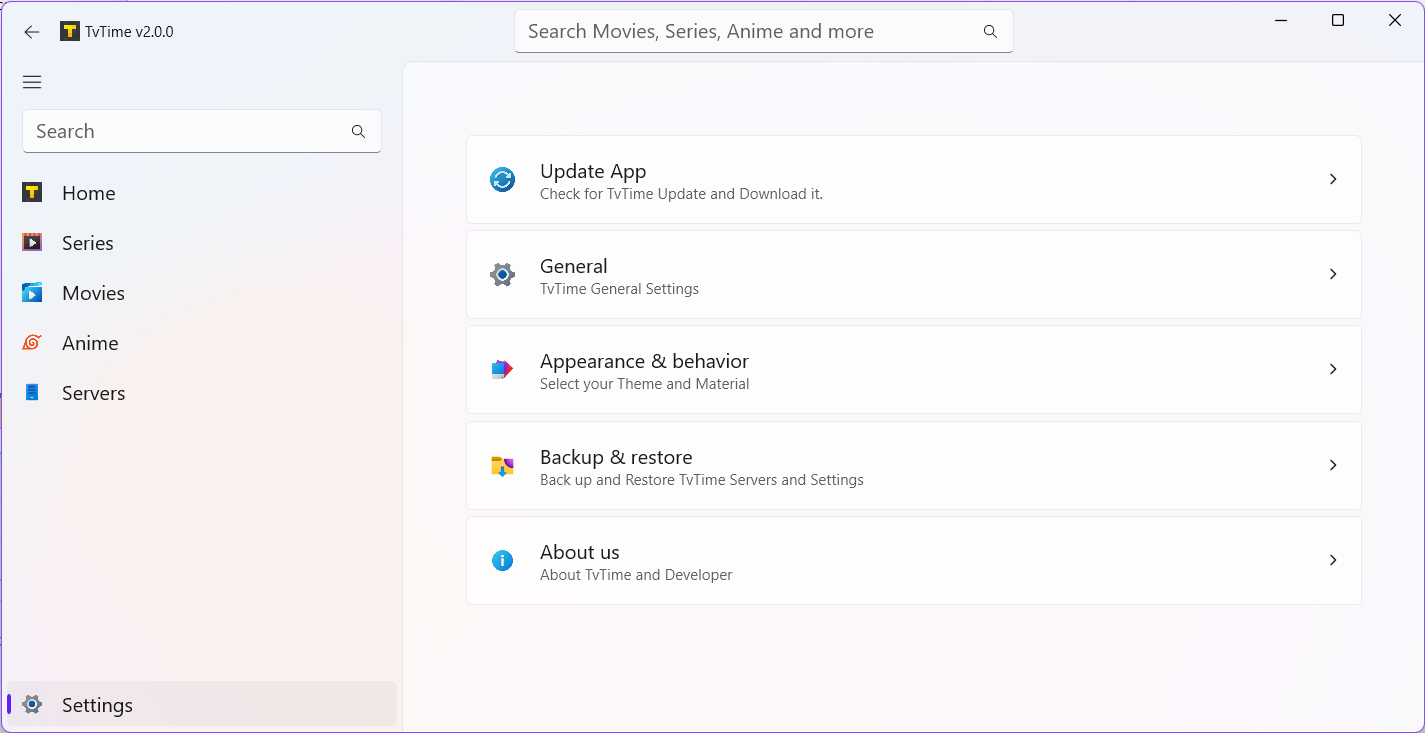 TvTime v2.0.0
Search Movies, Series, Anime and more
Search
Home
Series
Movies
Anime
Servers
Settings
Update App
Check for TvTime Update and Download it.
General
TvTime General Settings
Appearance & behavior
Select your Theme and Material
Backup & restore
Back up and Restore TvTime Servers and Settings
About us
About TvTime and Developer